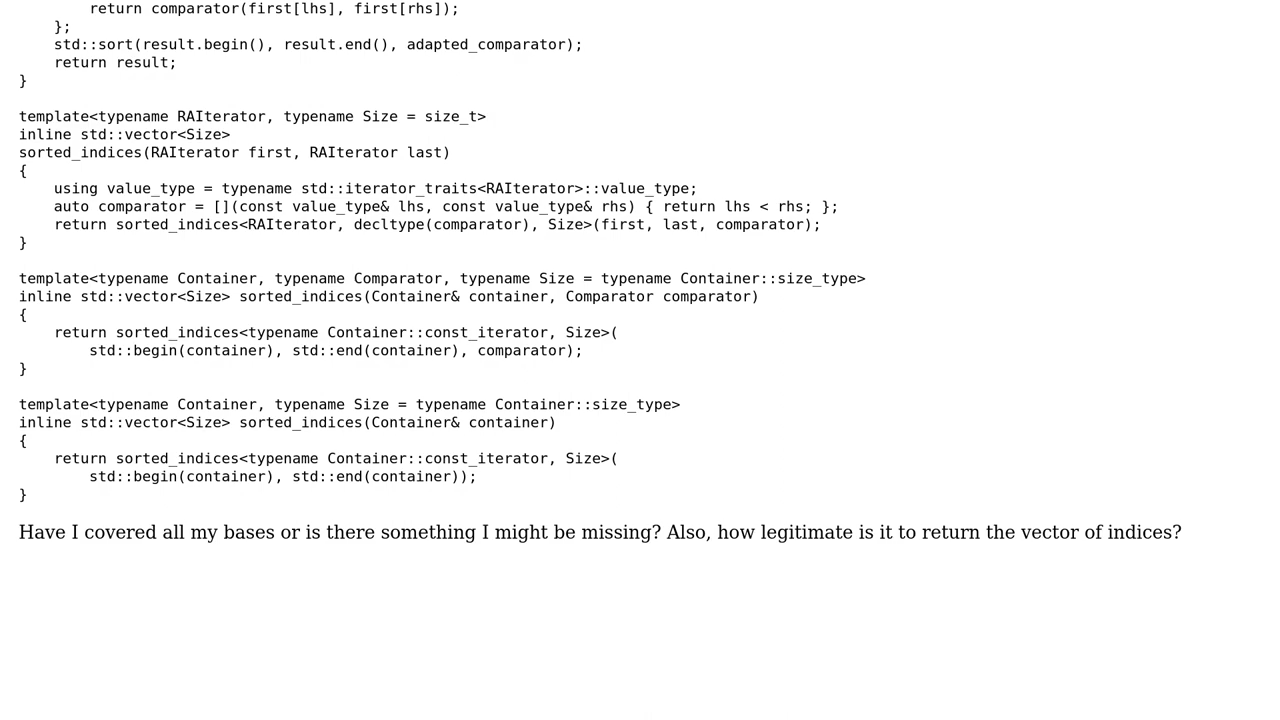 return comparator(first[lhs], first[rhs]);
    };
    std::sort(result.begin(), result.end(), adapted_comparator);
    return result;
}

template<typename RAIterator, typename Size = size_t>
inline std::vector<Size>
sorted_indices(RAIterator first, RAIterator last)
{
    using value_type = typename std::iterator_traits<RAIterator>::value_type;
    auto comparator = [](const value_type& lhs, const value_type& rhs) { return lhs < rhs; };
    return sorted_indices<RAIterator, decltype(comparator), Size>(first, last, comparator);
}

template<typename Container, typename Comparator, typename Size = typename Container::size_type>
inline std::vector<Size> sorted_indices(Container& container, Comparator comparator)
{
    return sorted_indices<typename Container::const_iterator, Size>(
        std::begin(container), std::end(container), comparator);
}

template<typename Container, typename Size = typename Container::size_type>
inline std::vector<Size> sorted_indices(Container& container)
{
    return sorted_indices<typename Container::const_iterator, Size>(
        std::begin(container), std::end(container));
}

Have I covered all my bases or is there something I might be missing? Also, how legitimate is it to return the vector of indices?